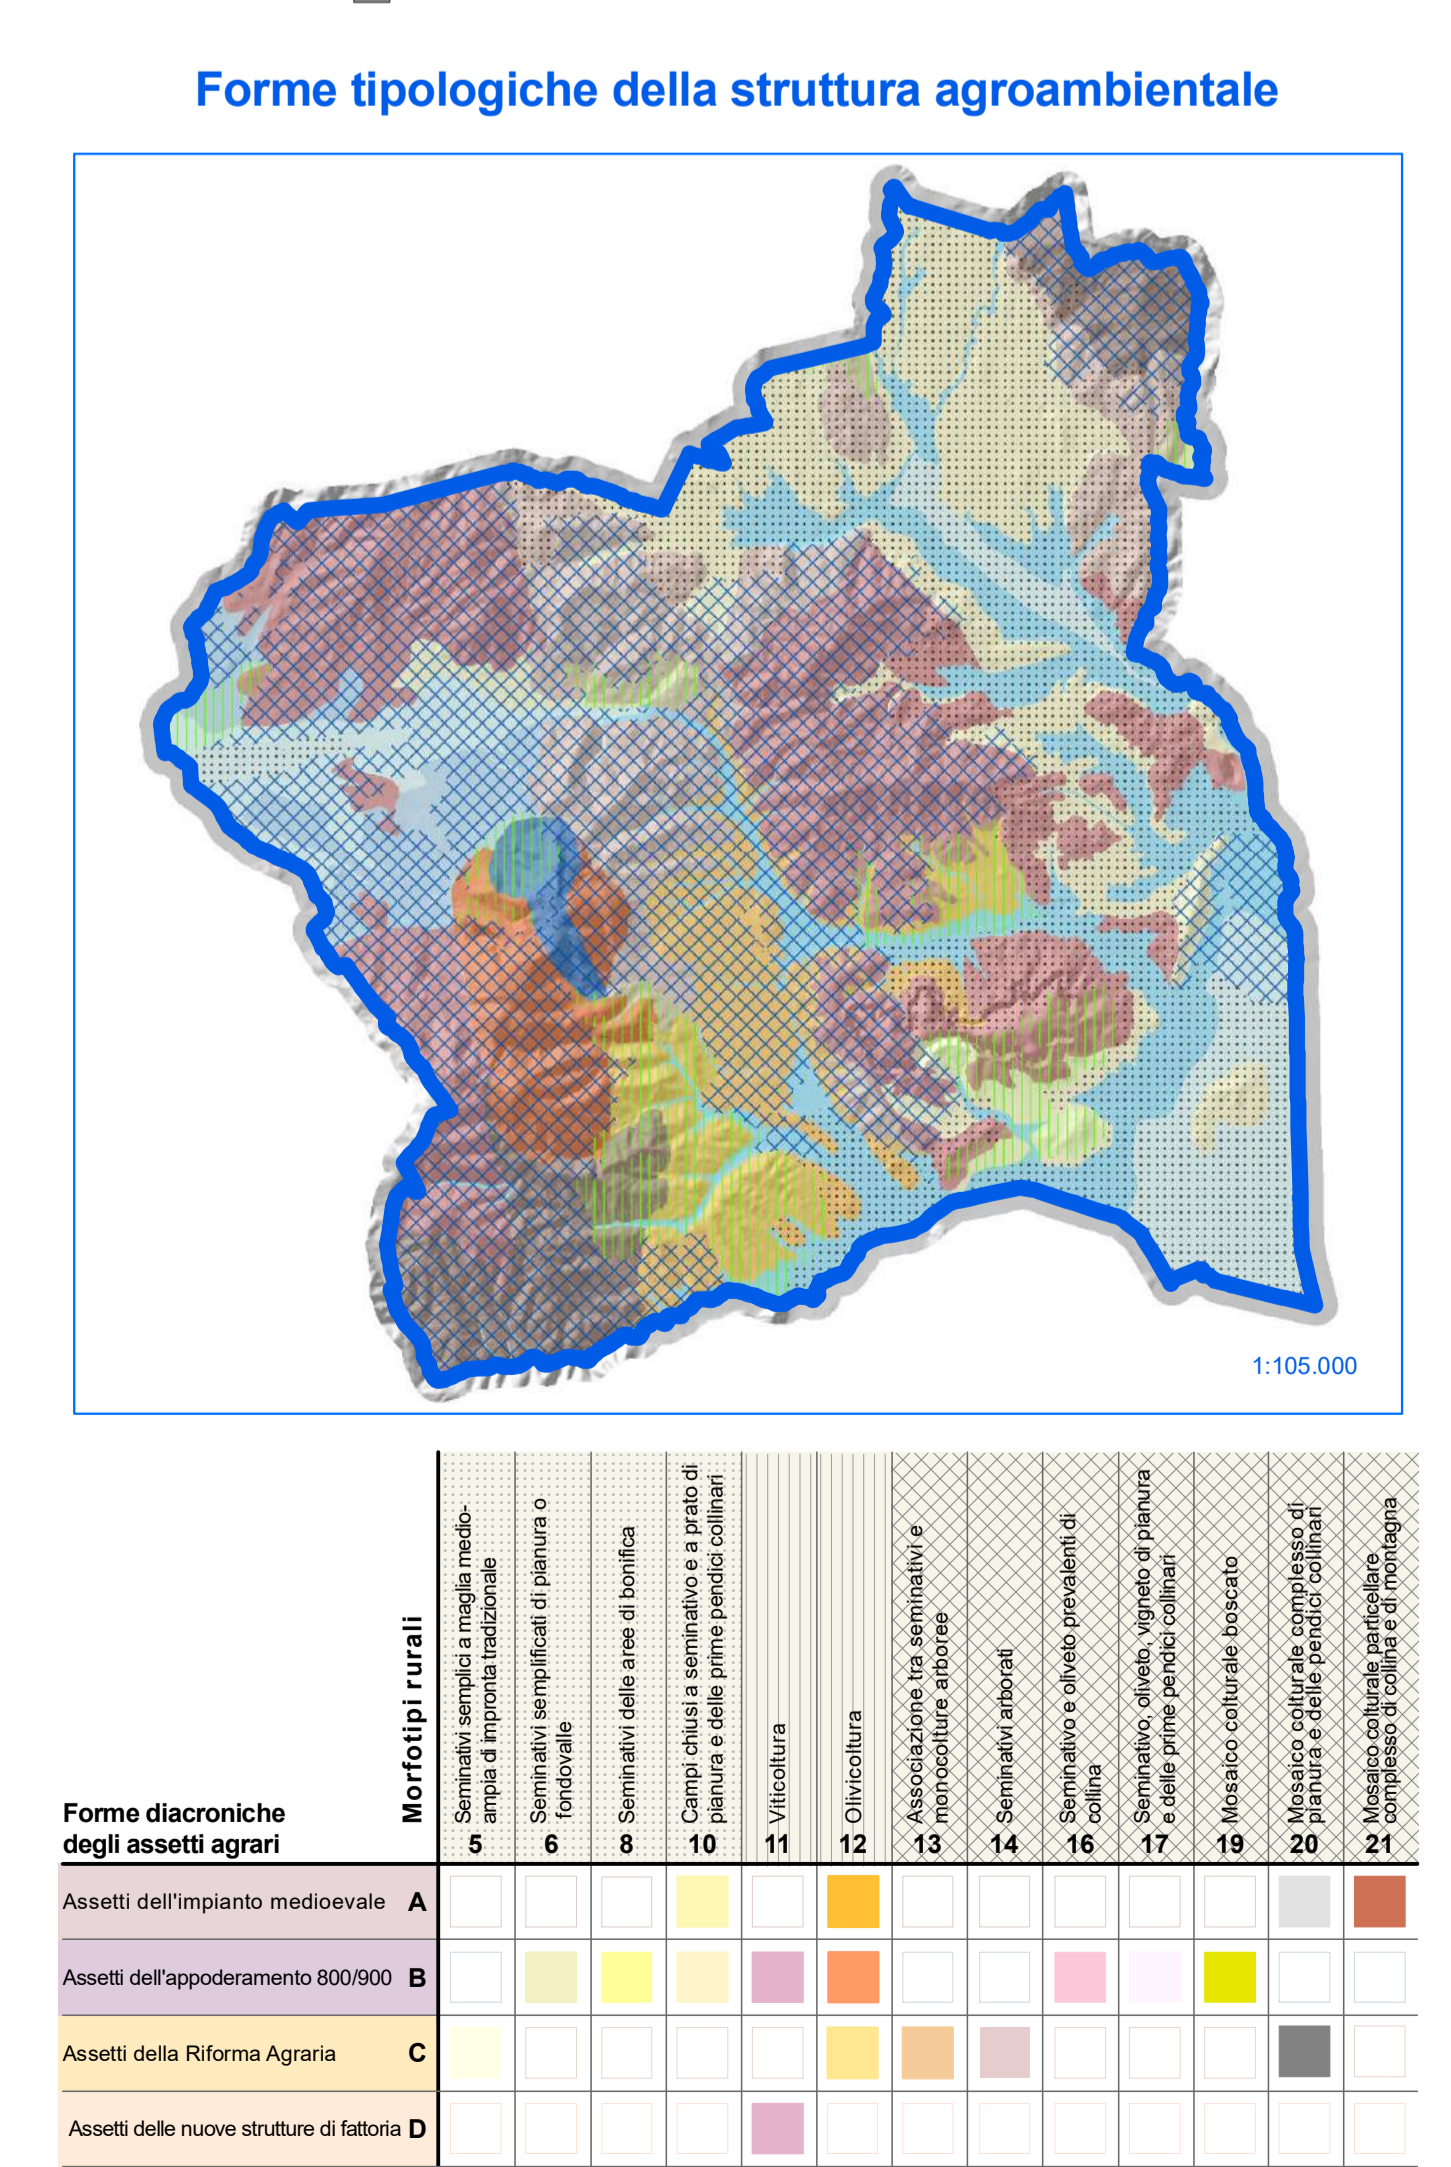 Forme tipologiche della struttura agroambientale
1:105.000
Morfotipi rurali
Seminativi semplici a maglia medio-
ampia di impronta tradizionale
Seminativi semplificati di pianura o
fondovalle
Seminativi delle aree di bonifica
Campi chiusi a seminativo e a prato di
pianura e delle prime pendici collinari
Viticoltura
Olivicoltura
Associazione tra seminativi e
monocolture arboree
Seminativi arborati
Seminativo e oliveto prevalenti di
collina
Seminativo, oliveto, vigneto di pianura
e delle prime pendici collinari
Mosaico colturale boscato
Mosaico colturale complesso di
pianura e delle pendici collinari
Mosaico colturale particellare
complesso di collina e di montagna
Forme diacroniche
degli assetti agrari
5 6 8 10 11 12 13 14 16 17 19 20 21
Assetti dell'impianto medioevale A
Assetti dell'appoderamento 800/900 B
Assetti della Riforma Agraria C
Assetti delle nuove strutture di fattoria D